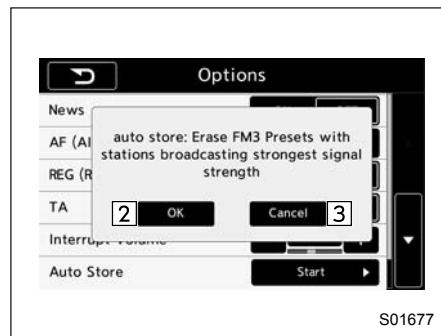 Options
News
AF (Al
auto store: Erase FM3 Presets with
stations broadcasting strongest signal
strength
REG (R
TA
2 OK Cancel 3
Interrupt Volume
Auto Store Start
S01677